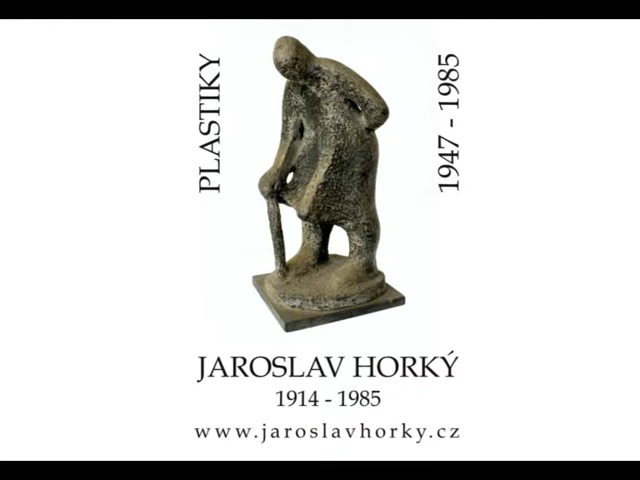 PLASTIKY
1947 - 1985
JAROSLAV HORKÝ
1914 - 1985
www.jaroslavhorky.cz